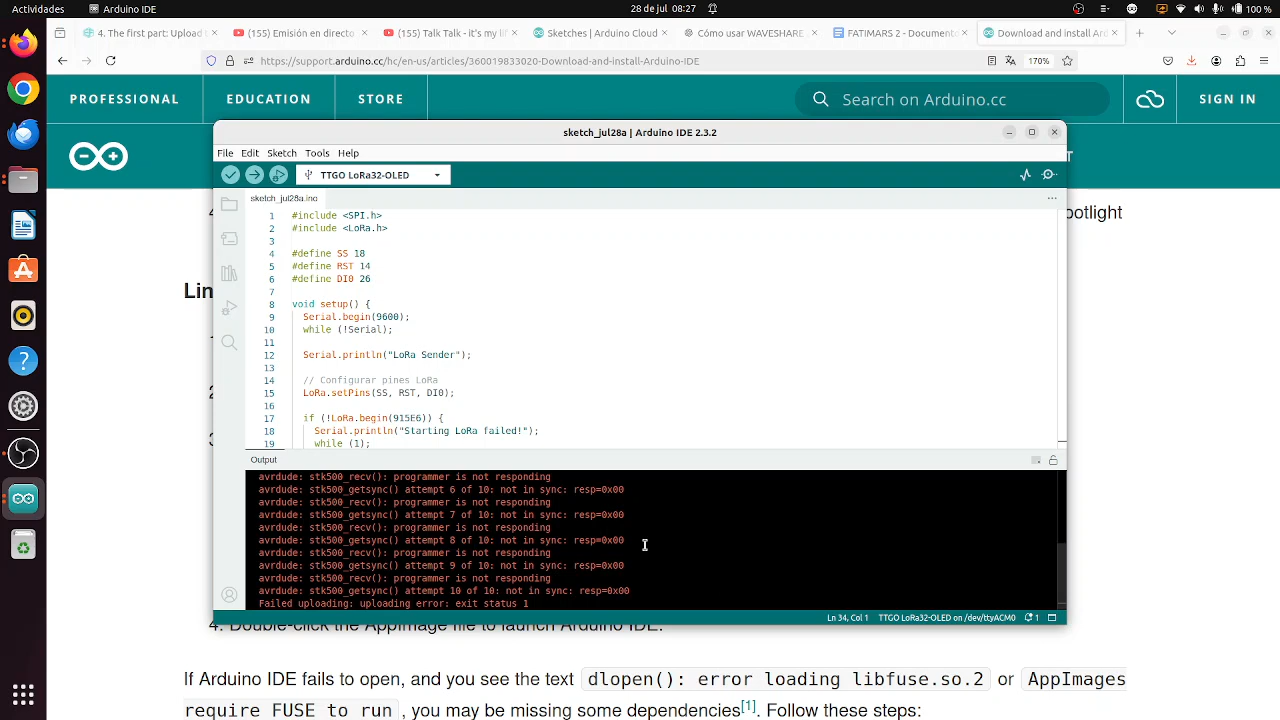 Actividades
Arduino IDE
28 de jul 08:27
100 %
4. The first part: Upload t
(155) Emisión en directo
(155) Talk Talk - it's my lif
Sketches | Arduino Cloud
Cómo usar WAVESHARE
FATIMARS 2 - Documento
Download and install Ard
https://support.arduino.cc/hc/en-us/articles/360019833020-Download-and-install-Arduino-IDE
170%
PROFESSIONAL
EDUCATION
STORE
Search on Arduino.cc
SIGN IN
sketch_jul28a | Arduino IDE 2.3.2
File Edit Sketch Tools Help
TTGO LoRa32-OLED
sketch_jul28a.ino
potlight
Lin
1 #include <SPI.h>
2 #include <LoRa.h>
3
4 #define SS 18
5 #define RST 14
6 #define DI0 26
7
8 void setup() {
9 Serial.begin(9600);
10 while (!Serial);
11
12 Serial.println("LoRa Sender");
13
14 // Configurar pines LoRa
15 LoRa.setPins(SS, RST, DI0);
16
17 if (!LoRa.begin(915E6)) {
18 Serial.println("Starting LoRa failed!");
19 while (1);
Output
avrdude: stk500_recv(): programmer is not responding
avrdude: stk500_getsync() attempt 6 of 10: not in sync: resp=0x00
avrdude: stk500_recv(): programmer is not responding
avrdude: stk500_getsync() attempt 7 of 10: not in sync: resp=0x00
avrdude: stk500_recv(): programmer is not responding
avrdude: stk500_getsync() attempt 8 of 10: not in sync: resp=0x00
avrdude: stk500_recv(): programmer is not responding
avrdude: stk500_getsync() attempt 9 of 10: not in sync: resp=0x00
avrdude: stk500_recv(): programmer is not responding
avrdude: stk500_getsync() attempt 10 of 10: not in sync: resp=0x00
Failed uploading: uploading error: exit status 1
Ln 34, Col 1
TTGO LoRa32-OLED on /dev/ttyACM0
1
4. Double-click the AppImage file to launch Arduino IDE.
If Arduino IDE fails to open, and you see the text dlopen(): error loading libfuse.so.2 or AppImages
require FUSE to run , you may be missing some dependencies[1]. Follow these steps: